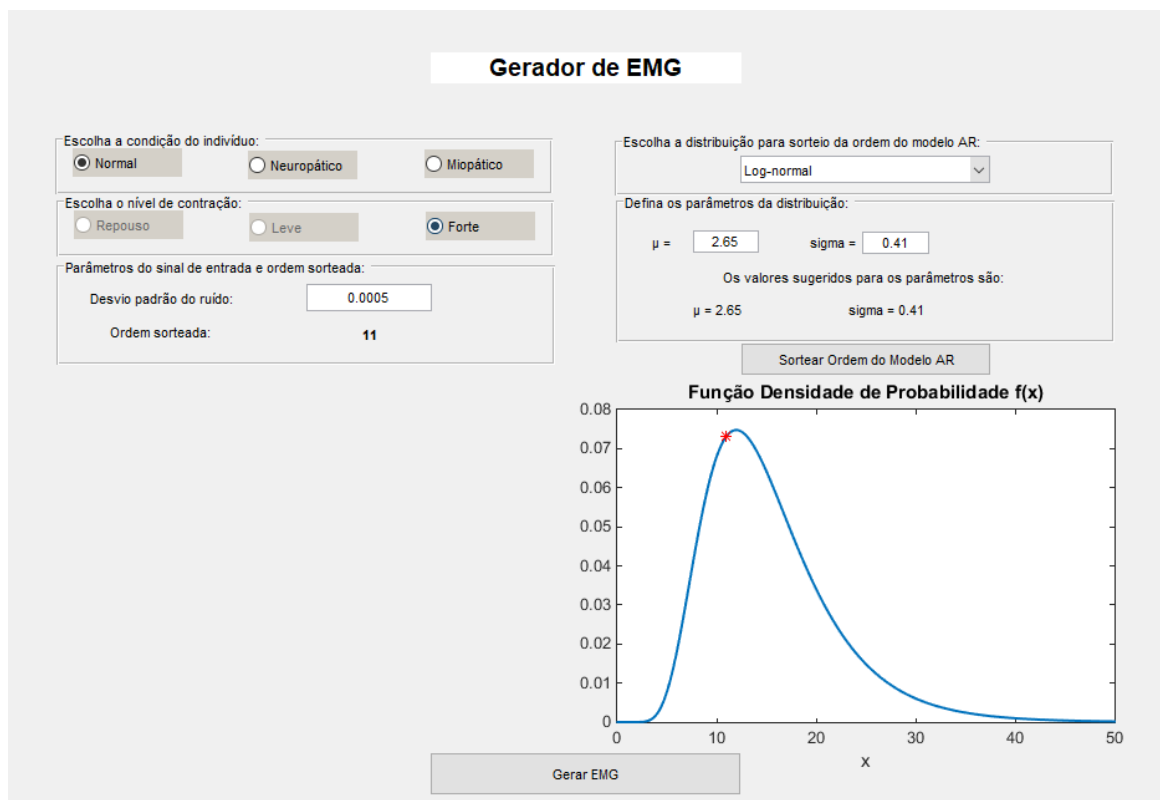 Gerador de EMG
Escolha a condição do indivíduo:
Normal
Neuropático
Miopático
Escolha o nível de contração:
Repouso
Leve
Forte
Parâmetros do sinal de entrada e ordem sorteada:
Desvio padrão do ruído:
0.0005
Ordem sorteada:
11
Escolha a distribuição para sorteio da ordem do modelo AR:
Log-normal
Defina os parâmetros da distribuição:
μ =
2.65
sigma =
0.41
Os valores sugeridos para os parâmetros são:
μ = 2.65
sigma = 0.41
Sortear Ordem do Modelo AR
Função Densidade de Probabilidade f(x)
0.08
0.07
0.06
0.05
0.04
0.03
0.02
0.01
0
0 10 20 30 40 50
x
Gerar EMG